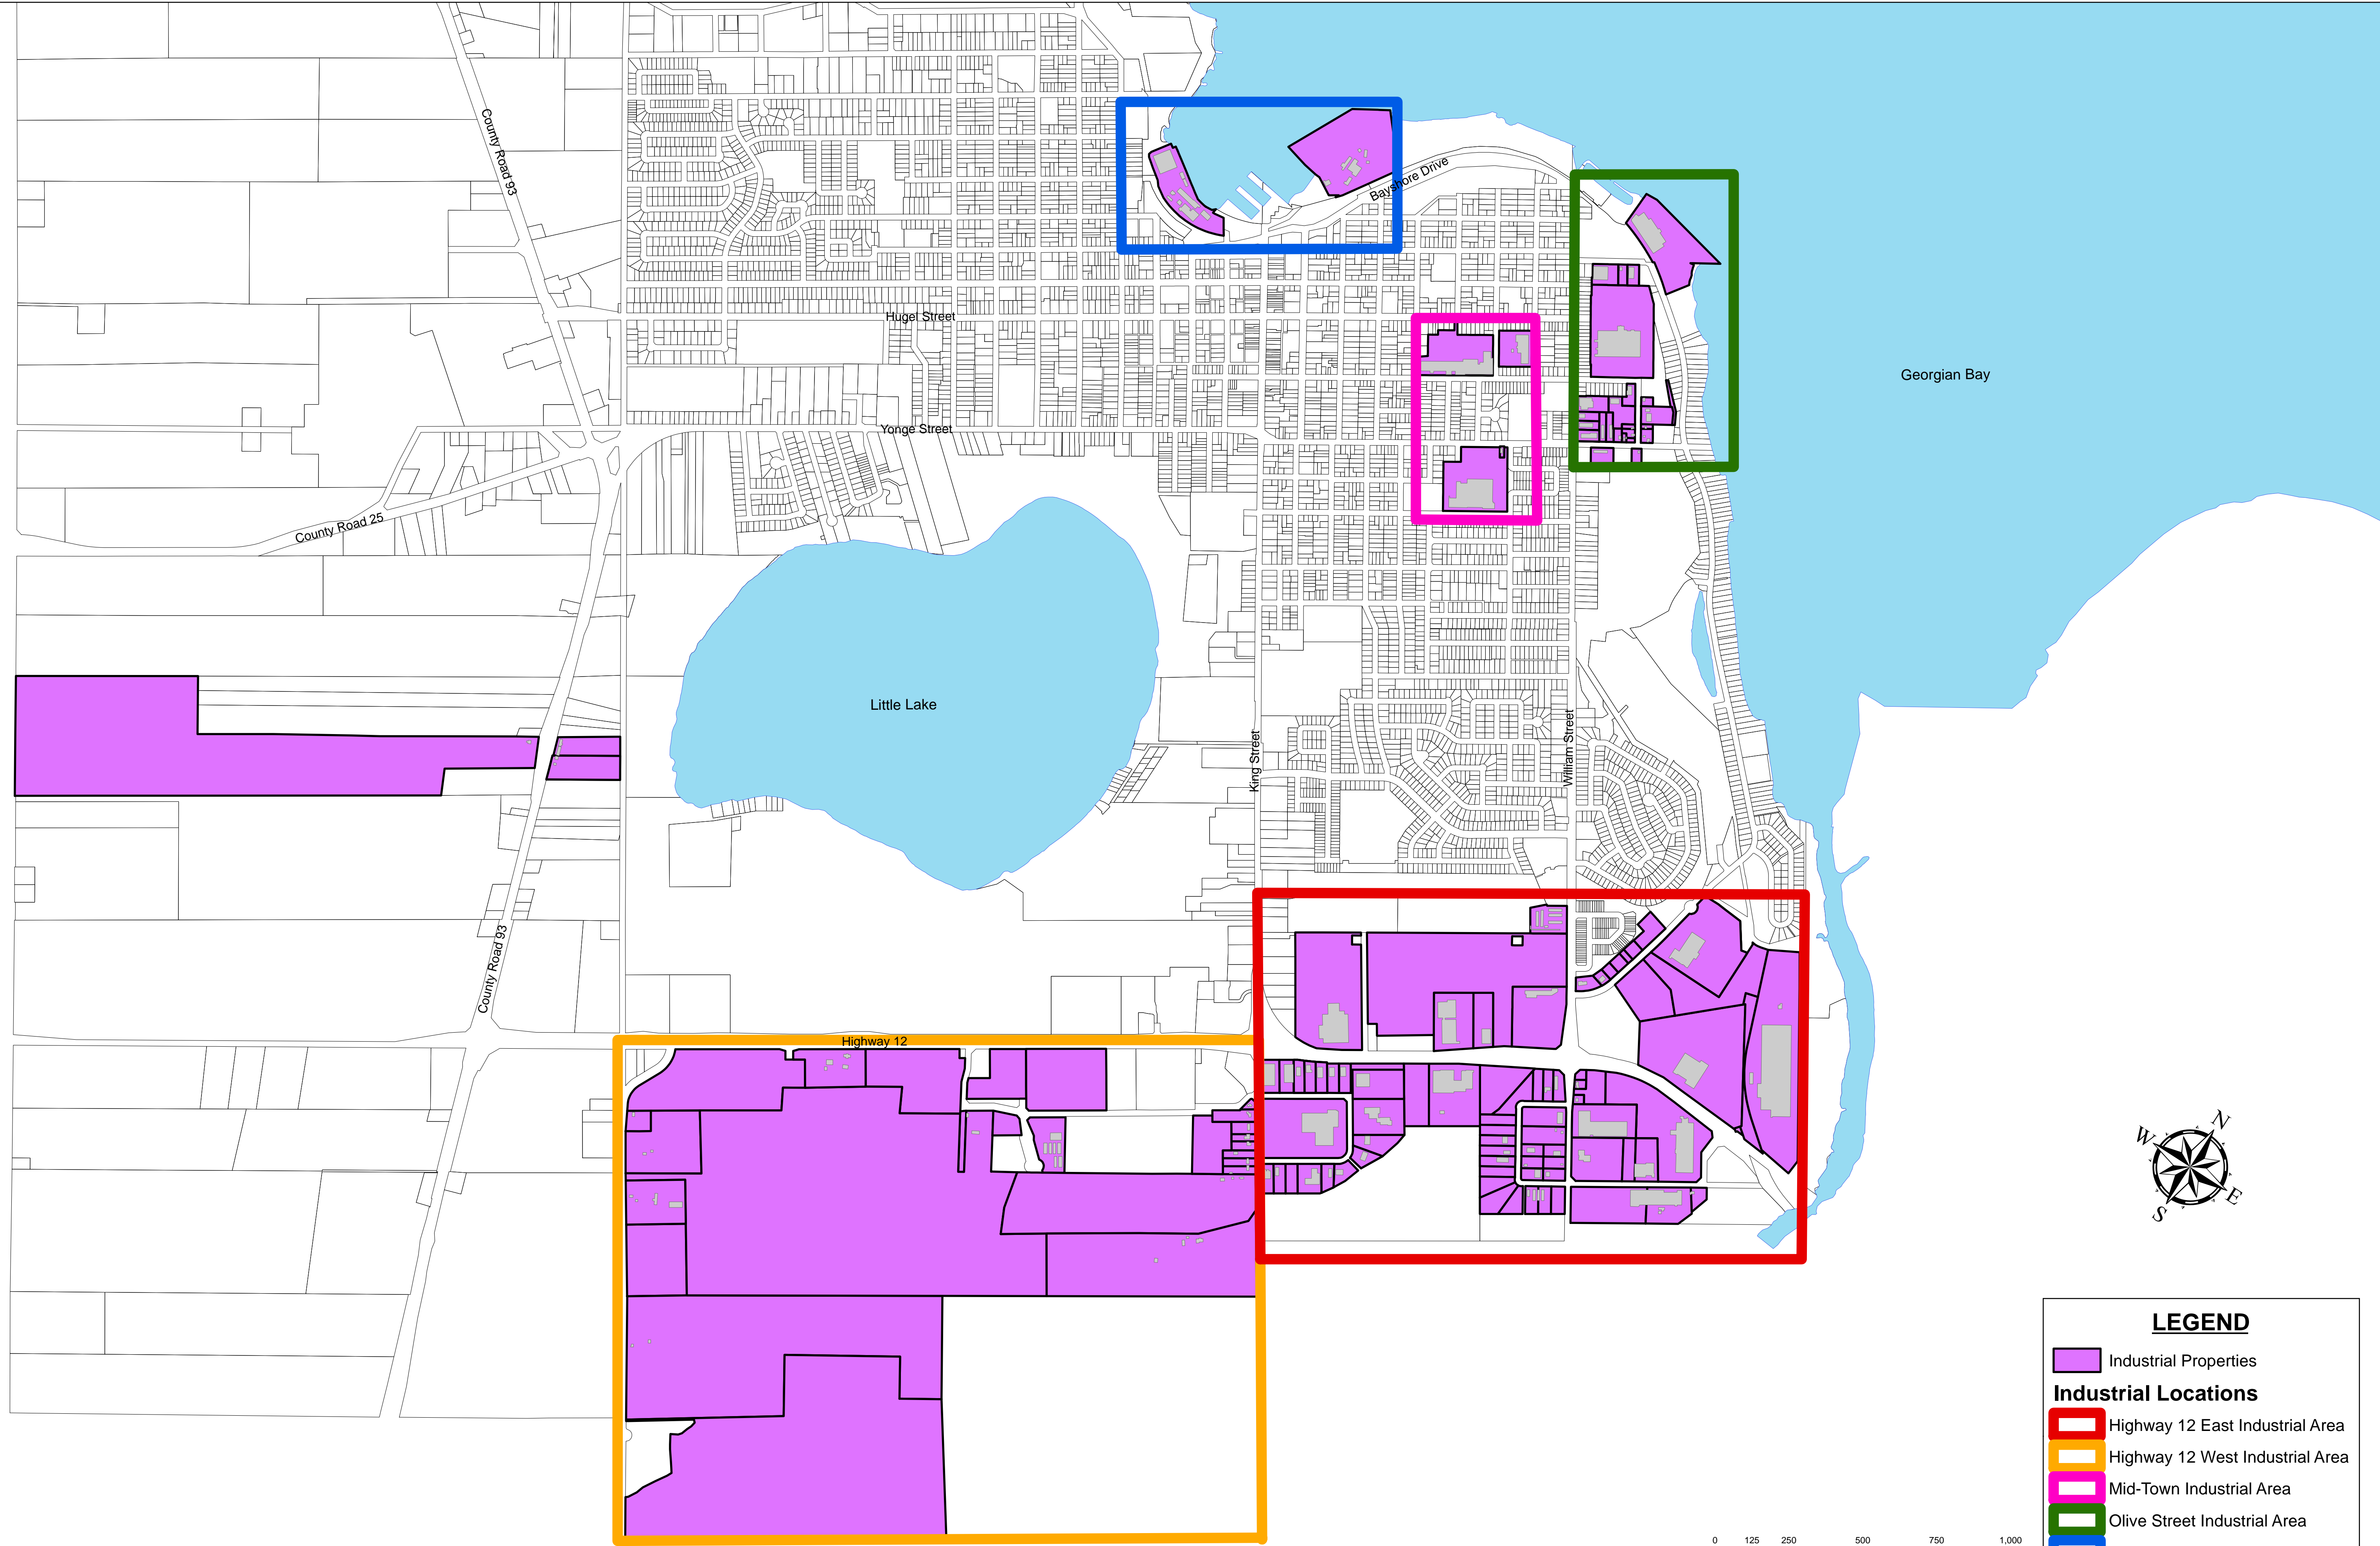 County Road 93
Bayshore Drive
Hugel Street
Georgian Bay
Yonge Street
County Road 25
Little Lake
King Street
William Street
County Road 93
Highway 12
N
W
E
S
LEGEND
Industrial Properties
Industrial Locations
Highway 12 East Industrial Area
Highway 12 West Industrial Area
Mid-Town Industrial Area
Olive Street Industrial Area
0 125 250 500 750 1,000